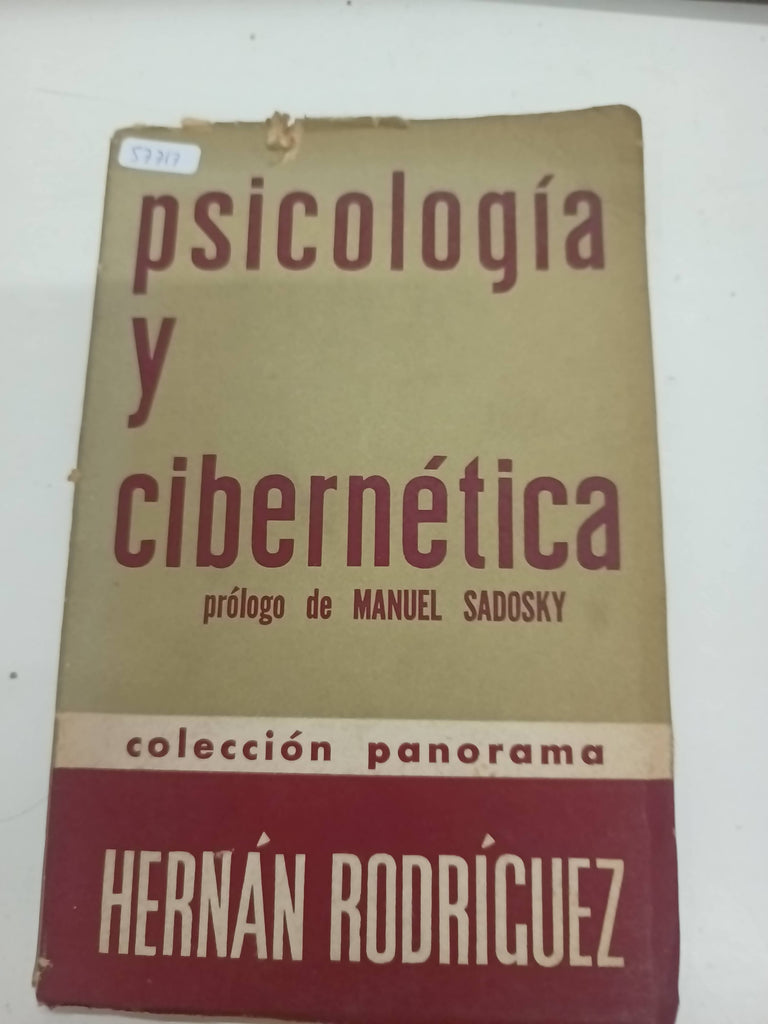 57717
psicología
y
cibernética
prólogo de MANUEL SADOSKY
colección panorama
HERNÁN RODRÍGUEZ